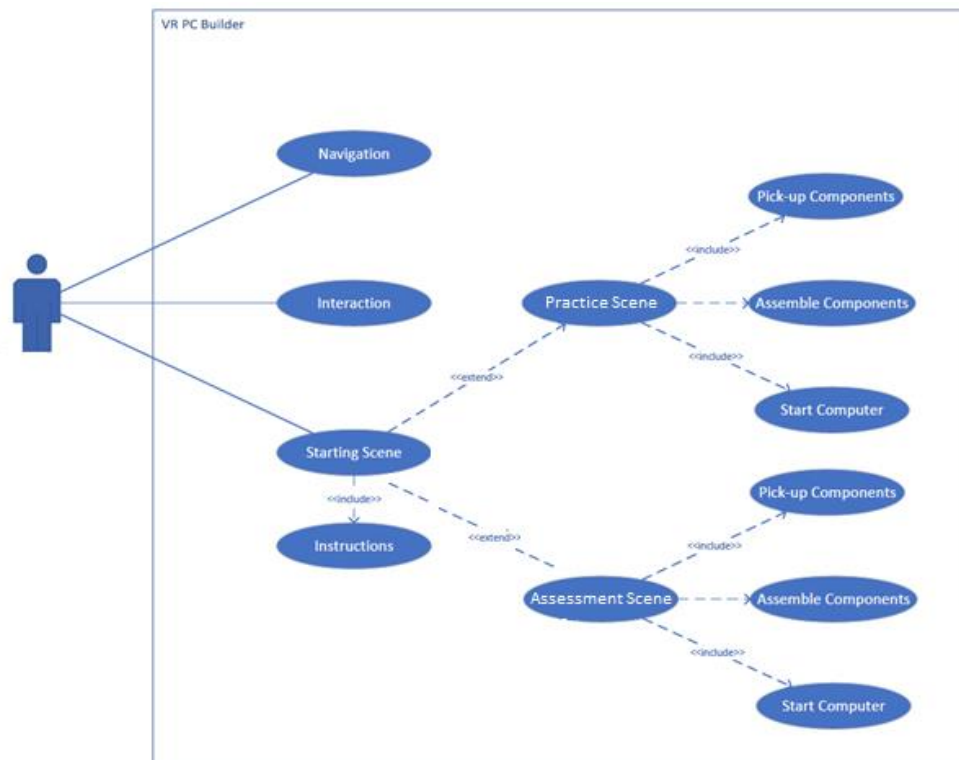 VR PC Builder
Navigation
Pick-up Components
<<include>>
Interaction
Practice Scene
Assemble Components
<<include>>
<<extend>>
Start Computer
Starting Scene
Pick-up Components
<<include>>
<<extend>>
Instructions
<<include>>
Assessment Scene
Assemble Components
<<include>>
Start Computer